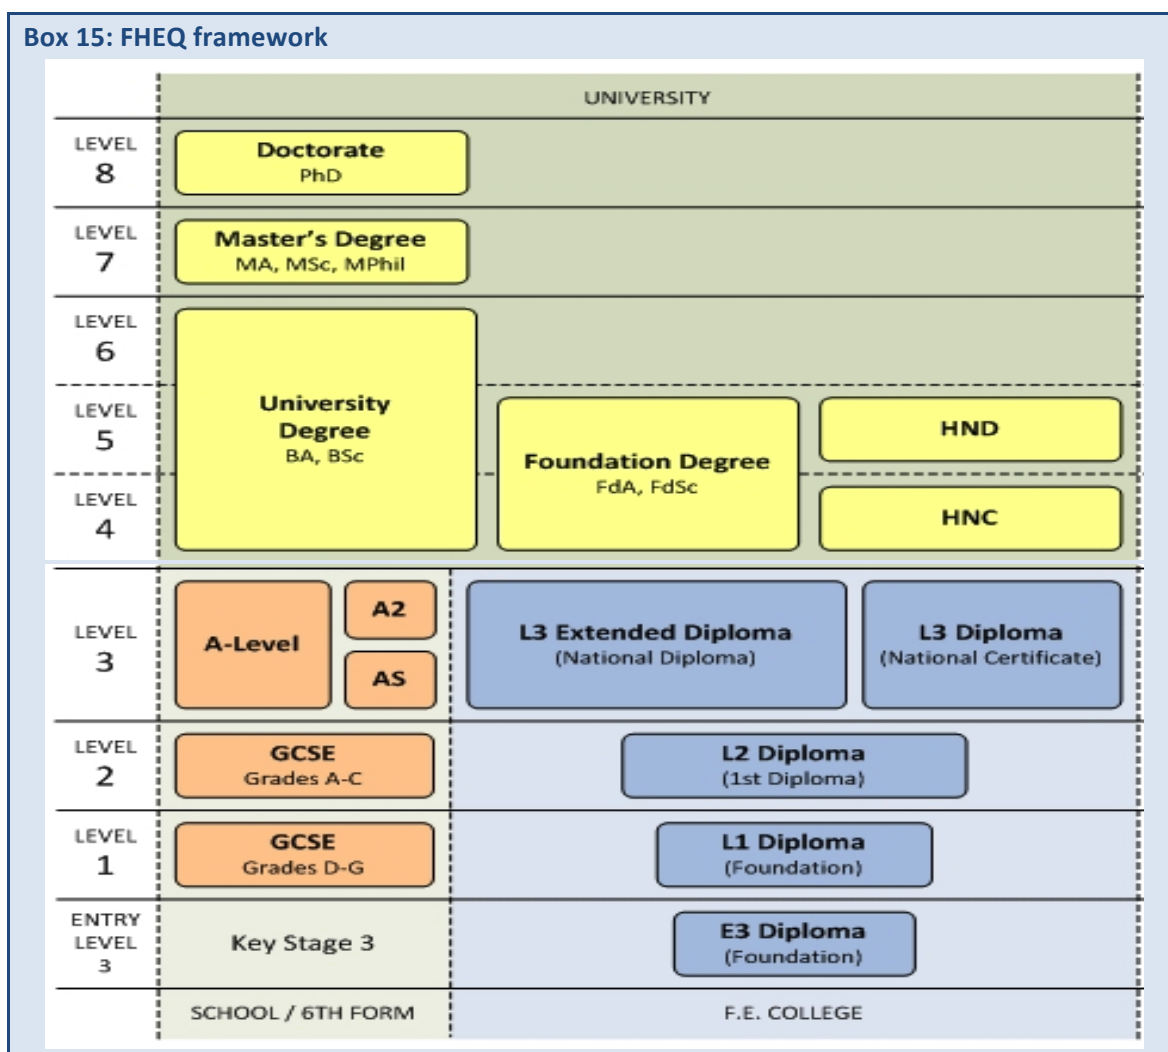 Box 15: FHEQ framework
UNIVERSITY
LEVEL
8
Doctorate
PhD
LEVEL
7
Master's Degree
MA, MSc, MPhil
LEVEL
6
LEVEL
5
University
Degree
BA, BSc
Foundation Degree
FdA, FdSc
HND
LEVEL
4
HNC
LEVEL
3
A-Level
A2
AS
L3 Extended Diploma
(National Diploma)
L3 Diploma
(National Certificate)
LEVEL
2
GCSE
Grades A-C
L2 Diploma
(1st Diploma)
LEVEL
1
GCSE
Grades D-G
L1 Diploma
(Foundation)
ENTRY
LEVEL
3
Key Stage 3
E3 Diploma
(Foundation)
SCHOOL / 6TH FORM
F.E. COLLEGE